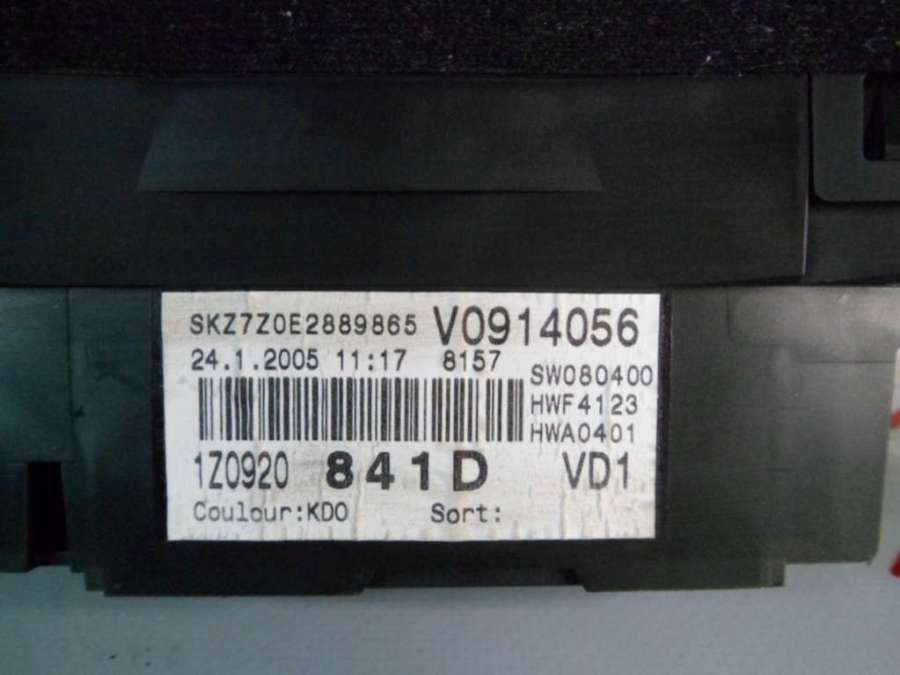 SKZ7Z0E2889865 V0914056
24.1.2005 11:17 8157
SW080400
HWF4123
HWA0401
1Z0920 841D VD1
Coulour:KDO Sort: